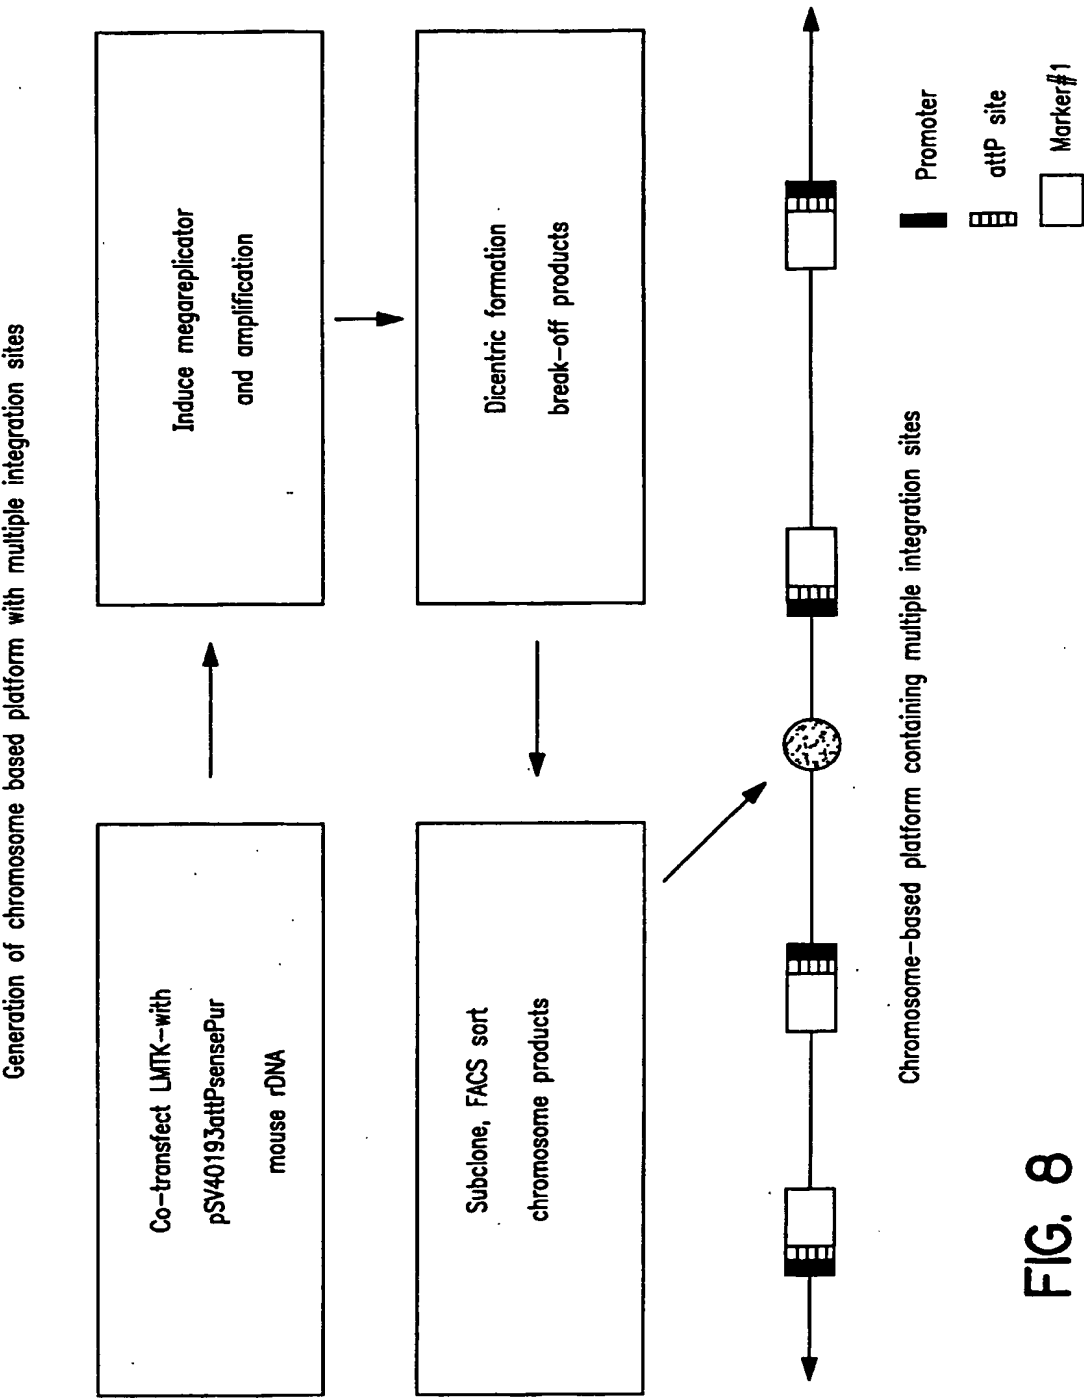 Generation of chromosome based platform with multiple integration sites
Co-transfect LMTK-with
pSV40193attPsensePur
mouse rDNA
Induce megareplicator
and amplification
Dicentric formation
break-off products
Subclone, FACS sort
chromosome products
Chromosome-based platform containing multiple integration sites
Promoter
attP site
Marker#1
FIG. 8